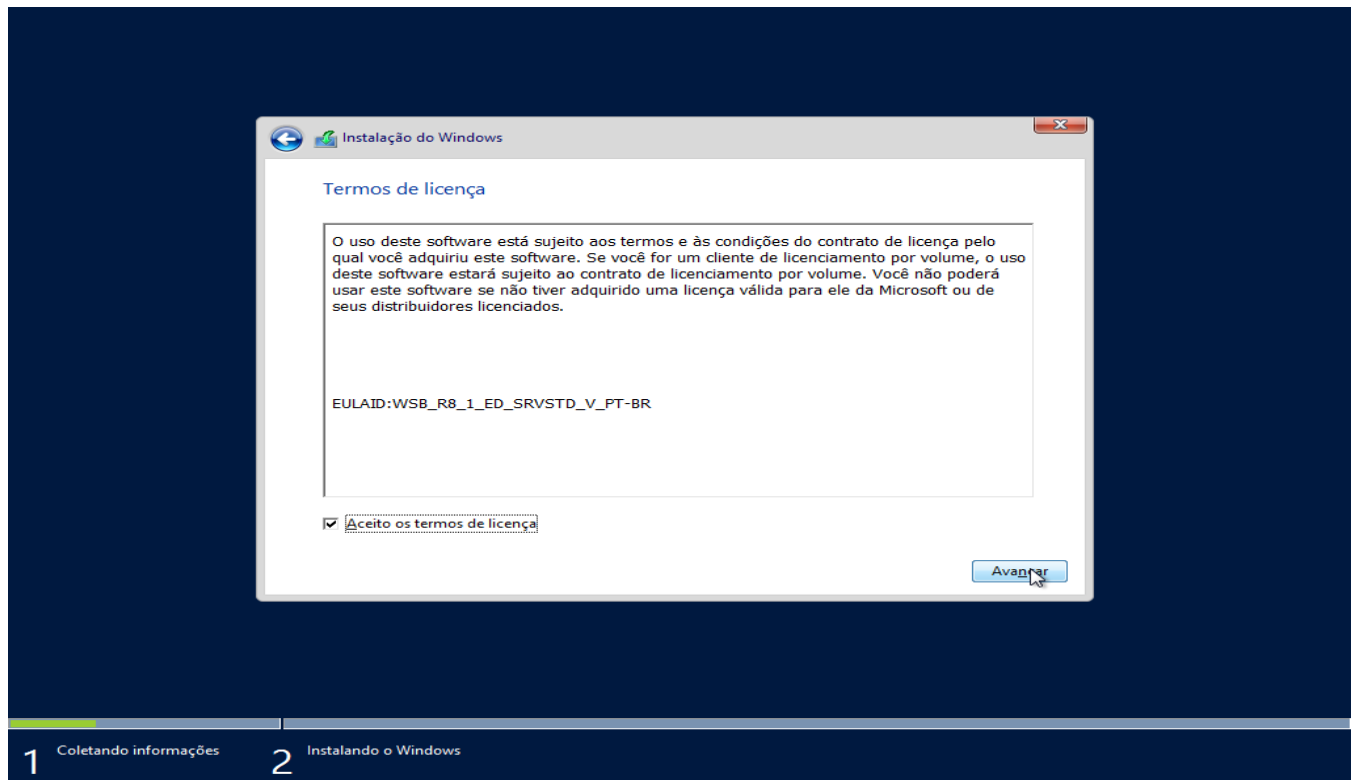 Instalação do Windows
Termos de licença
O uso deste software está sujeito aos termos e às condições do contrato de licença pelo
qual você adquiriu este software. Se você for um cliente de licenciamento por volume, o uso
deste software estará sujeito ao contrato de licenciamento por volume. Você não poderá
usar este software se não tiver adquirido uma licença válida para ele da Microsoft ou de
seus distribuidores licenciados.
EULAID:WSB_R8_1_ED_SRVSTD_V_PT-BR
Aceito os termos de licença
Avançar
1 Coletando informações
2 Instalando o Windows